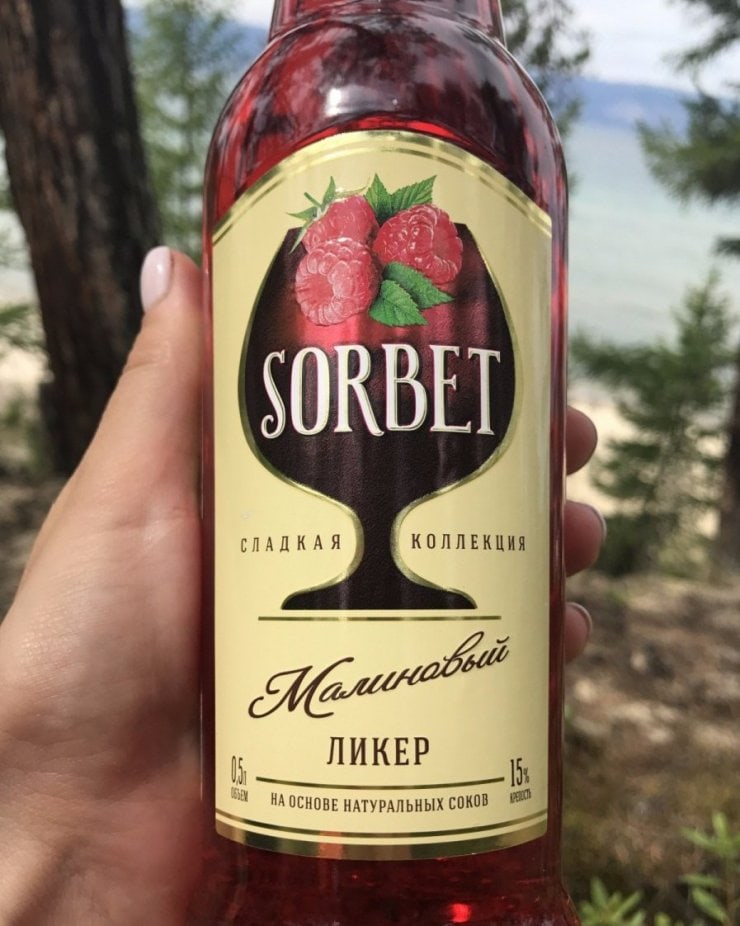 SORBET
СЛАДКАЯ КОЛЛЕКЦИЯ
Малиновый
ЛИКЕР
0,5л
ОБЪЕМ
НА ОСНОВЕ НАТУРАЛЬНЫХ СОКОВ
15%
КРЕПОСТЬ